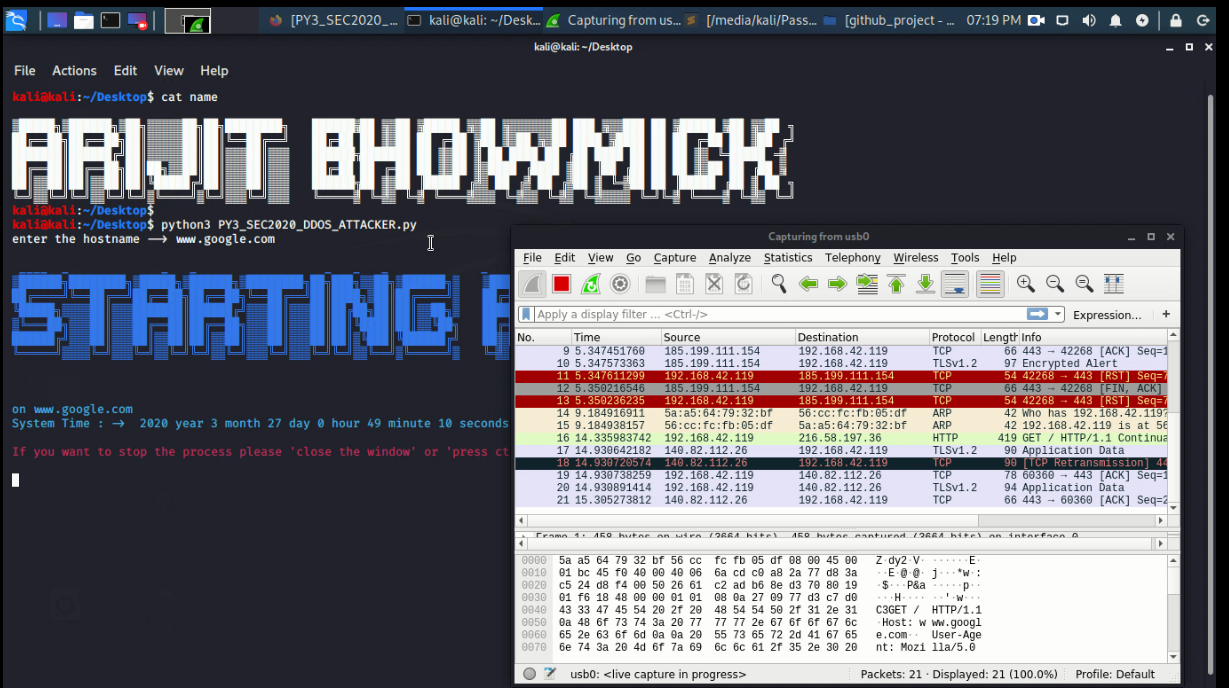 [PY3_SEC2020_... kali@kali: ~/Desk... Capturing from us... [/media/kali/Pass... [github_project - ... 07:19 PM
kali@kali: ~/Desktop
File Actions Edit View Help
kali@kali:~/Desktop$ cat name
ARJIT BHOWMICK
kali@kali:~/Desktop$
kali@kali:~/Desktop$ python3 PY3_SEC2020_DDOS_ATTACKER.py
enter the hostname --> www.google.com
STARTING
on www.google.com
System Time : -> 2020 year 3 month 27 day 0 hour 49 minute 10 seconds
If you want to stop the process please 'close the window' or 'press ct
Capturing from usb0
File Edit View Go Capture Analyze Statistics Telephony Wireless Tools Help
Apply a display filter ... <Ctrl-/> Expression... +
No. Time Source Destination Protocol Length Info
9 5.347451760 185.199.111.154 192.168.42.119 TCP 66 443 → 42268 [ACK] Seq=1
10 5.347573363 185.199.111.154 192.168.42.119 TLSv1.2 97 Encrypted Alert
11 5.347611299 192.168.42.119 185.199.111.154 TCP 54 42268 → 443 [RST] Seq=7
12 5.350216546 185.199.111.154 192.168.42.119 TCP 66 443 → 42268 [FIN, ACK]
13 5.350236235 192.168.42.119 185.199.111.154 TCP 54 42268 → 443 [RST] Seq=7
14 9.184916911 5a:a5:64:79:32:bf 56:cc:fc:fb:05:df ARP 42 Who has 192.168.42.119?
15 9.184938157 56:cc:fc:fb:05:df 5a:a5:64:79:32:bf ARP 42 192.168.42.119 is at 56
16 14.335983742 192.168.42.119 216.58.197.36 HTTP 419 GET / HTTP/1.1 Continua
17 14.930642182 140.82.112.26 192.168.42.119 TLSv1.2 90 Application Data
18 14.930720574 140.82.112.26 192.168.42.119 TCP 90 [TCP Retransmission] 44
19 14.930738259 192.168.42.119 140.82.112.26 TCP 78 60360 → 443 [ACK] Seq=1
20 14.930891414 192.168.42.119 140.82.112.26 TLSv1.2 94 Application Data
21 15.305273812 140.82.112.26 192.168.42.119 TCP 66 443 → 60360 [ACK] Seq=2
Frame 1: 458 bytes on wire (3664 bits), 458 bytes captured (3664 bits) on interface 0
0000 5a a5 64 79 32 bf 56 cc fc fb 05 df 08 00 45 00 Z·dy2·V· ······E·
0010 01 bc 45 f0 40 00 40 06 6a cd c0 a8 2a 77 d8 3a ··E·@·@· j···*w·:
0020 c5 24 d8 f4 00 50 26 61 c2 ad b6 8e d3 70 80 19 ·$···P&a ·····p··
0030 01 f6 18 48 00 00 01 01 08 0a 27 09 77 d3 c7 d0 ···H···· ··'·w···
0040 43 33 47 45 54 20 2f 20 48 54 54 50 2f 31 2e 31 C3GET / HTTP/1.1
0050 0a 48 6f 73 74 3a 20 77 77 77 2e 67 6f 6f 67 6c ·Host: w ww.googl
0060 65 2e 63 6f 6d 0a 0a 20 55 73 65 72 2d 41 67 65 e.com·· User-Age
0070 6e 74 3a 20 4d 6f 7a 69 6c 6c 61 2f 35 2e 30 20 nt: Mozi lla/5.0
usb0: <live capture in progress> Packets: 21 · Displayed: 21 (100.0%) Profile: Default